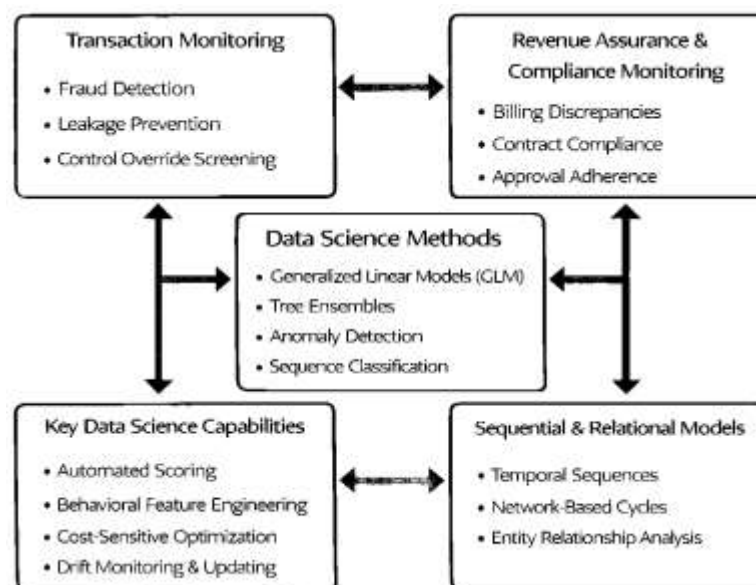 Transaction Monitoring
• Fraud Detection
• Leakage Prevention
• Control Override Screening
Revenue Assurance &
Compliance Monitoring
• Billing Discrepancies
• Contract Compliance
• Approval Adherence
Data Science Methods
• Generalized Linear Models (GLM)
• Tree Ensembles
• Anomaly Detection
• Sequence Classification
Key Data Science Capabilities
• Automated Scoring
• Behavioral Feature Engineering
• Cost-Sensitive Optimization
• Drift Monitoring & Updating
Sequential & Relational Models
• Temporal Sequences
• Network-Based Cycles
• Entity Relationship Analysis